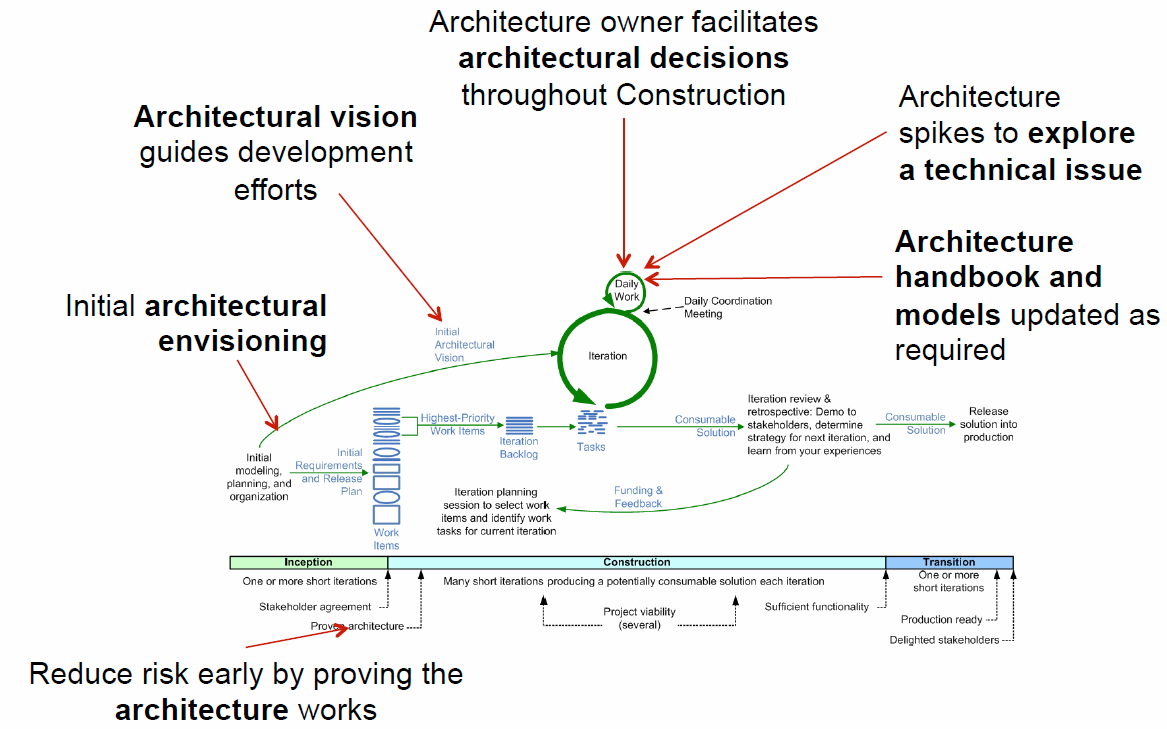 Architecture owner facilitates
architectural decisions
throughout Construction
Architectural vision
guides development
efforts
Architecture
spikes to explore
a technical issue
Architecture
handbook and
models updated as
required
Initial architectural
envisioning
Daily
Work
Daily Coordination
Meeting
Initial
Architectural
Vision
Iteration
Highest-Priority
Work Items
Iteration
Backlog
Tasks
Consumable
Solution
Iteration review &
retrospective: Demo to
stakeholders, determine
strategy for next iteration, and
learn from your experiences
Consumable
Solution
Release
solution into
production
Initial
modeling,
planning, and
organization
Initial
Requirements
and Release
Plan
Work
Items
Iteration planning
session to select work
items and identify work
tasks for current iteration
Funding &
Feedback
Inception
Construction
Transition
One or more short iterations
Many short iterations producing a potentially consumable solution each iteration
One or more
short iterations
Stakeholder agreement
Proven architecture
Project viability
(several)
Sufficient functionality
Production ready
Delighted stakeholders
Reduce risk early by proving the
architecture works